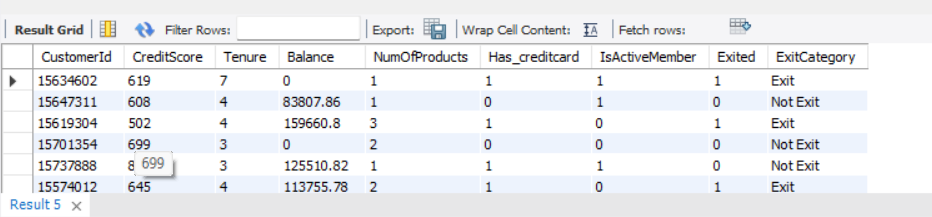 Result Grid Filter Rows: Export: Wrap Cell Content: Fetch rows:
CustomerId CreditScore Tenure Balance NumOfProducts Has_creditcard IsActiveMember Exited ExitCategory
15634602 619 7 0 1 1 1 1 Exit
15647311 608 4 83807.86 1 0 1 0 Not Exit
15619304 502 4 159660.8 3 1 0 1 Exit
15701354 699 3 0 2 0 0 0 Not Exit
15737888 8 699 3 125510.82 1 1 1 0 Not Exit
15574012 645 4 113755.78 2 1 0 1 Exit
Result 5